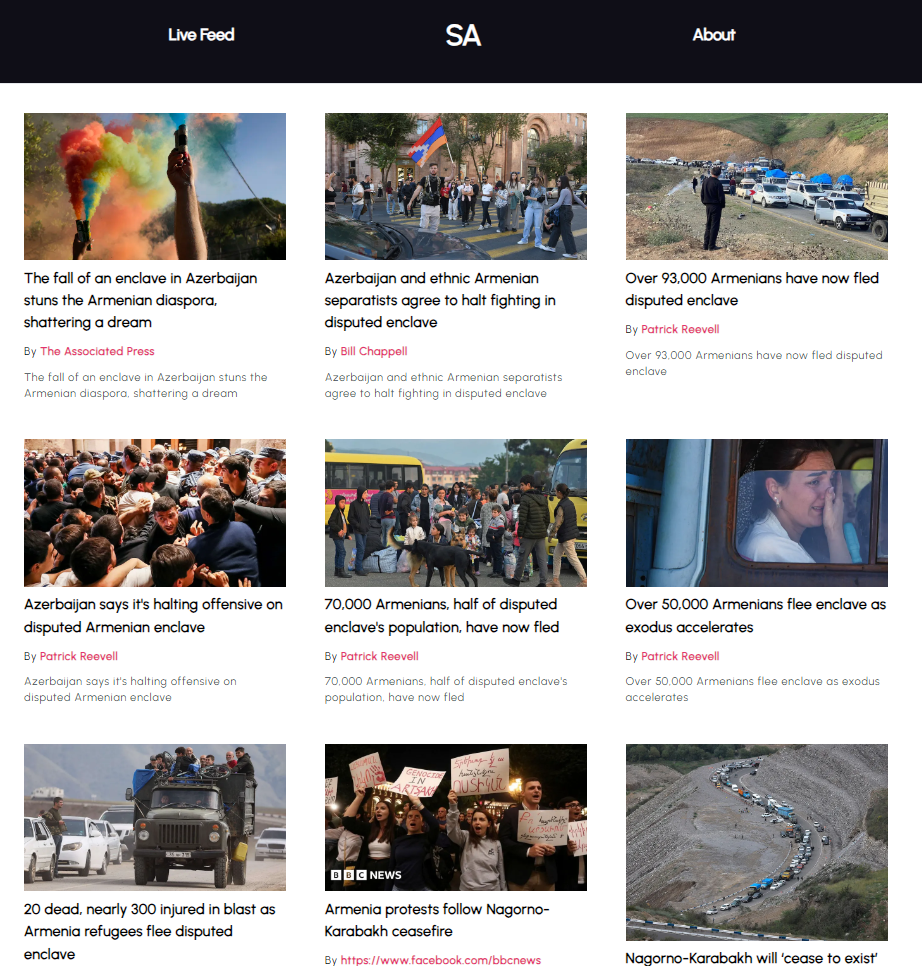 Live Feed
SA
About
The fall of an enclave in Azerbaijan
stuns the Armenian diaspora,
shattering a dream
By The Associated Press
The fall of an enclave in Azerbaijan stuns the
Armenian diaspora, shattering a dream
Azerbaijan and ethnic Armenian
separatists agree to halt fighting in
disputed enclave
By Bill Chappell
Azerbaijan and ethnic Armenian separatists
agree to halt fighting in disputed enclave
Over 93,000 Armenians have now fled
disputed enclave
By Patrick Reevell
Over 93,000 Armenians have now fled disputed
enclave
Azerbaijan says it's halting offensive on
disputed Armenian enclave
By Patrick Reevell
Azerbaijan says it's halting offensive on
disputed Armenian enclave
70,000 Armenians, half of disputed
enclave's population, have now fled
By Patrick Reevell
70,000 Armenians, half of disputed enclave's
population, have now fled
Over 50,000 Armenians flee enclave as
exodus accelerates
By Patrick Reevell
Over 50,000 Armenians flee enclave as exodus
accelerates
20 dead, nearly 300 injured in blast as
Armenia refugees flee disputed
enclave
GENOCIDE
IN
BBC NEWS
Armenia protests follow Nagorno-
Karabakh ceasefire
By https://www.facebook.com/bbcnews
Nagorno-Karabakh will ‘cease to exist’